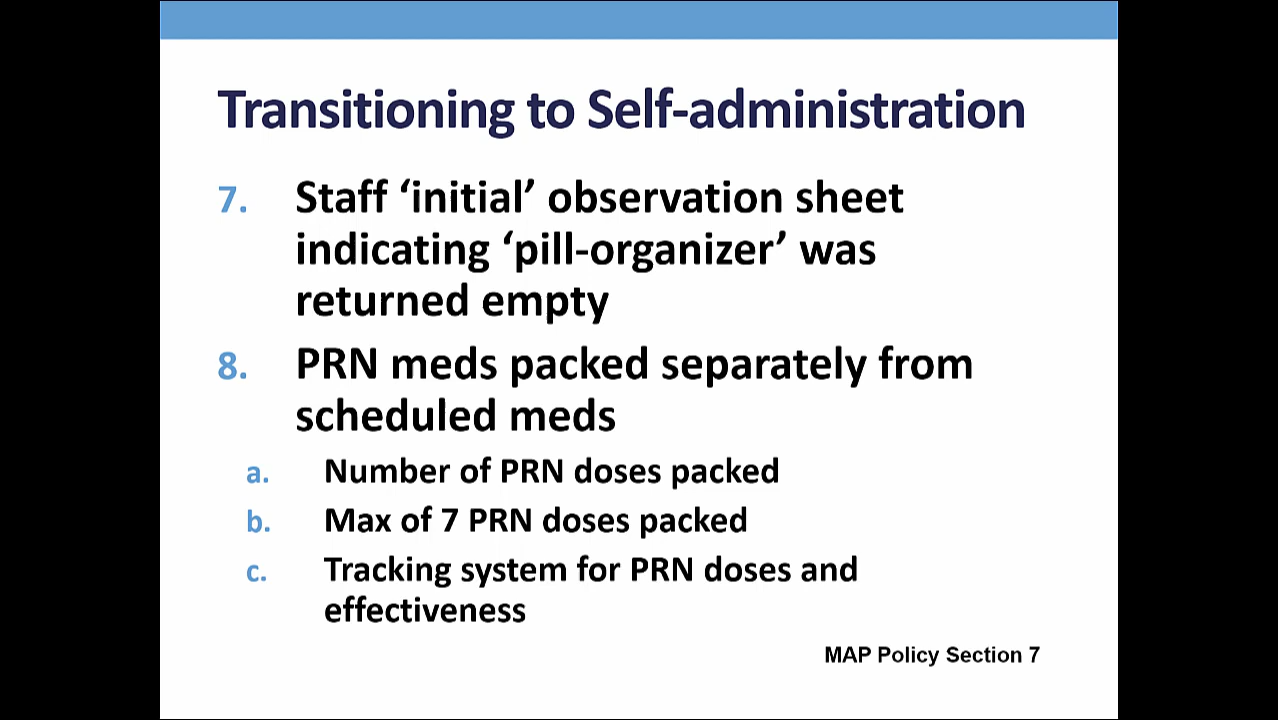 Transitioning to Self-administration
7. Staff ‘initial’ observation sheet
indicating ‘pill-organizer’ was
returned empty
8. PRN meds packed separately from
scheduled meds
a. Number of PRN doses packed
b. Max of 7 PRN doses packed
c. Tracking system for PRN doses and
effectiveness
MAP Policy Section 7